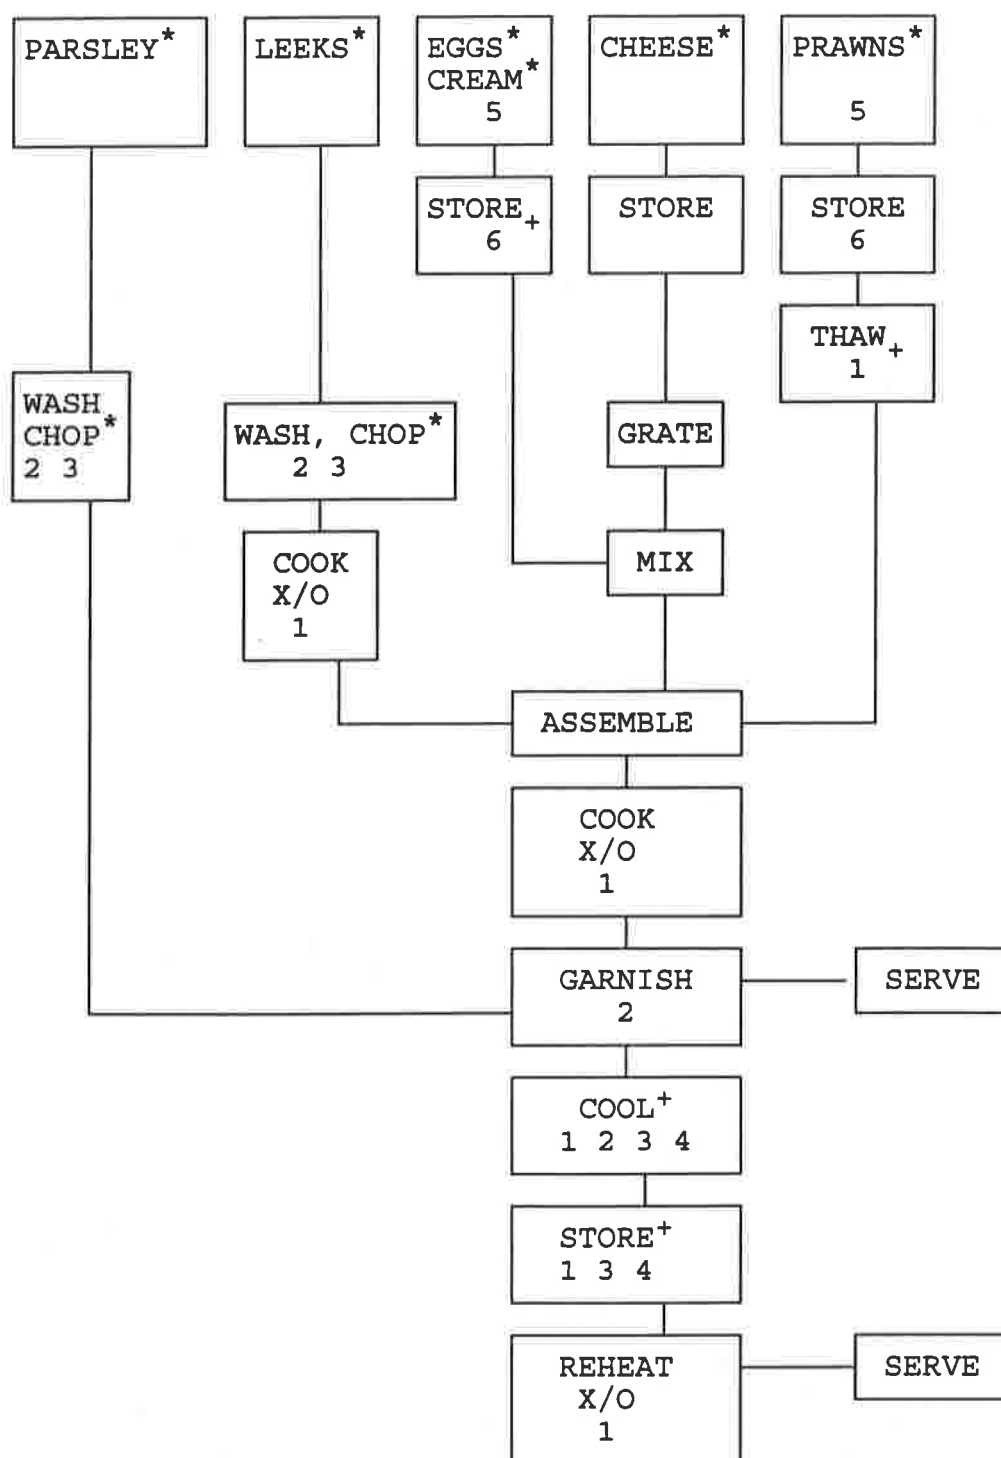 PARSLEY*
LEEKS*
EGGS*
CREAM*
5
CHEESE*
PRAWNS*
5
STORE+
6
STORE
STORE
6
THAW+
1
WASH
CHOP*
2 3
WASH, CHOP*
2 3
GRATE
COOK
X/O
1
MIX
ASSEMBLE
COOK
X/O
1
GARNISH
2
SERVE
COOL+
1 2 3 4
STORE+
1 3 4
REHEAT
X/O
1
SERVE